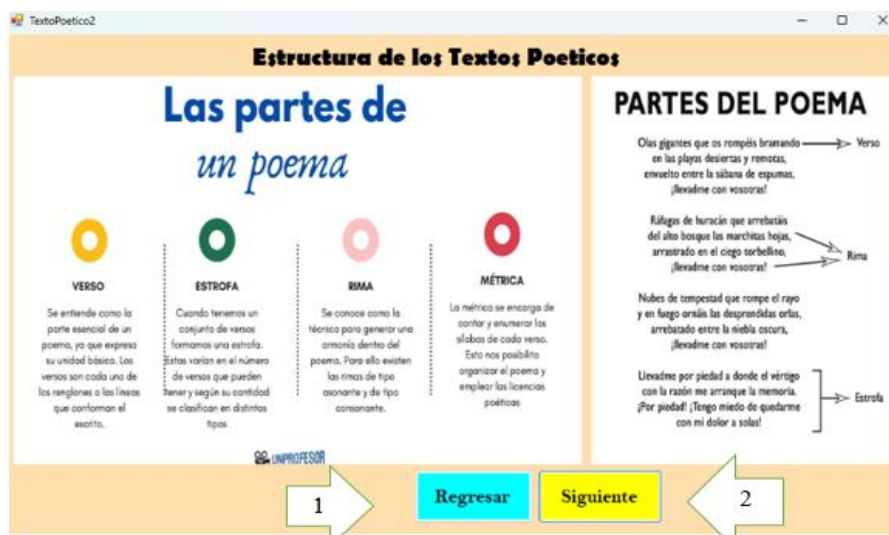 TextoPoetico2
Estructura de los Textos Poeticos
Las partes de
un poema
VERSO
Se entiende como la
parte esencial de un
poema, ya que expresa
su unidad básica. Los
versos son cada uno de
los renglones o las líneas
que conforman el
escrito.
ESTROFA
Cuando tenemos un
conjunto de versos
formamos una estrofa.
Estas varían en el número
de versos que pueden
tener y según su cantidad
se clasifican en distintos
tipos
RIMA
Se conoce como la
técnica para generar una
armonía dentro del
poema. Para ello existen
las rimas de tipo
asonante y de tipo
consonante.
MÉTRICA
La métrica se encarga de
contar y enumerar las
sílabas de cada verso.
Esto nos posibilita
organizar el poema y
emplear las licencias
poéticas
UNPROFESOR
PARTES DEL POEMA
Olas gigantes que os rompéis bramando
Verso
en las playas desiertas y remotas,
envuelto entre la sábana de espumas,
¡llevadme con vosotras!
Ráfagas de huracán que arrebatáis
del alto bosque las marchitas hojas,
arrastrado en el ciego torbellino,
Rima
¡llevadme con vosotras!
Nubes de tempestad que rompe el rayo
y en fuego ornáis las desprendidas orlas,
arrebatado entre la niebla oscura,
¡llevadme con vosotras!
Llevadme por piedad a donde el vértigo
con la razón me arranque la memoria.
Estrofa
¡Por piedad! ¡Tengo miedo de quedarme
con mi dolor a solas!
1
Regresar
Siguiente
2